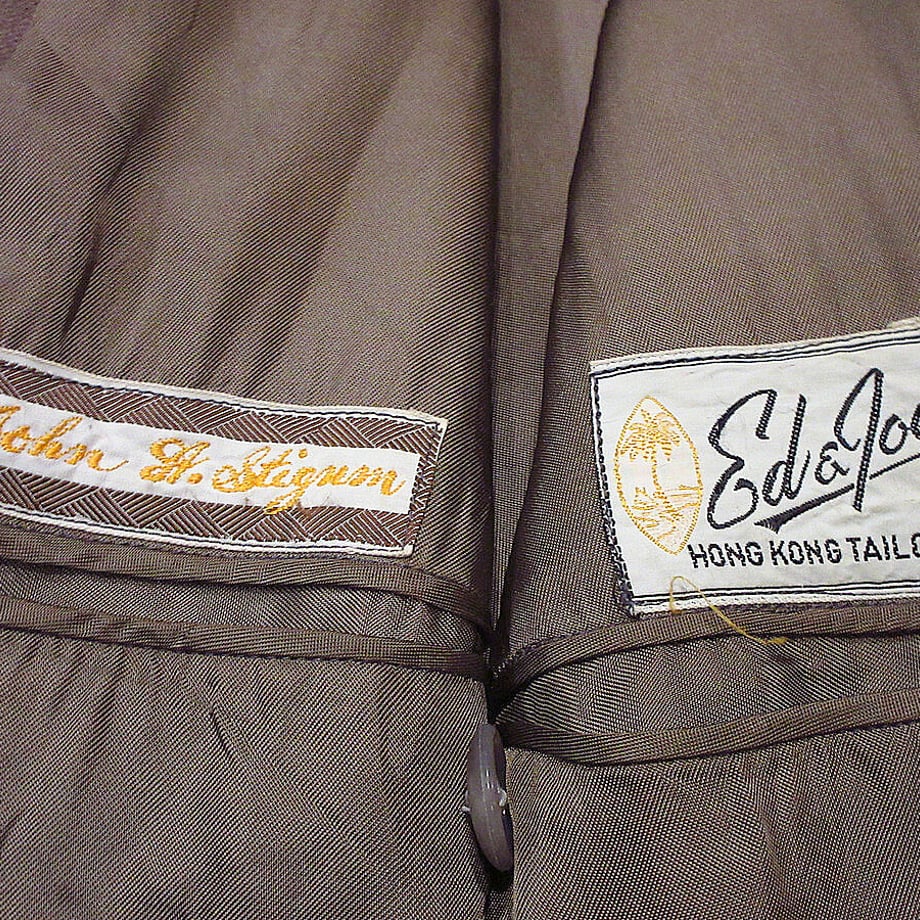 John H. Stigum
Ed & Joe
HONG KONG TAILO